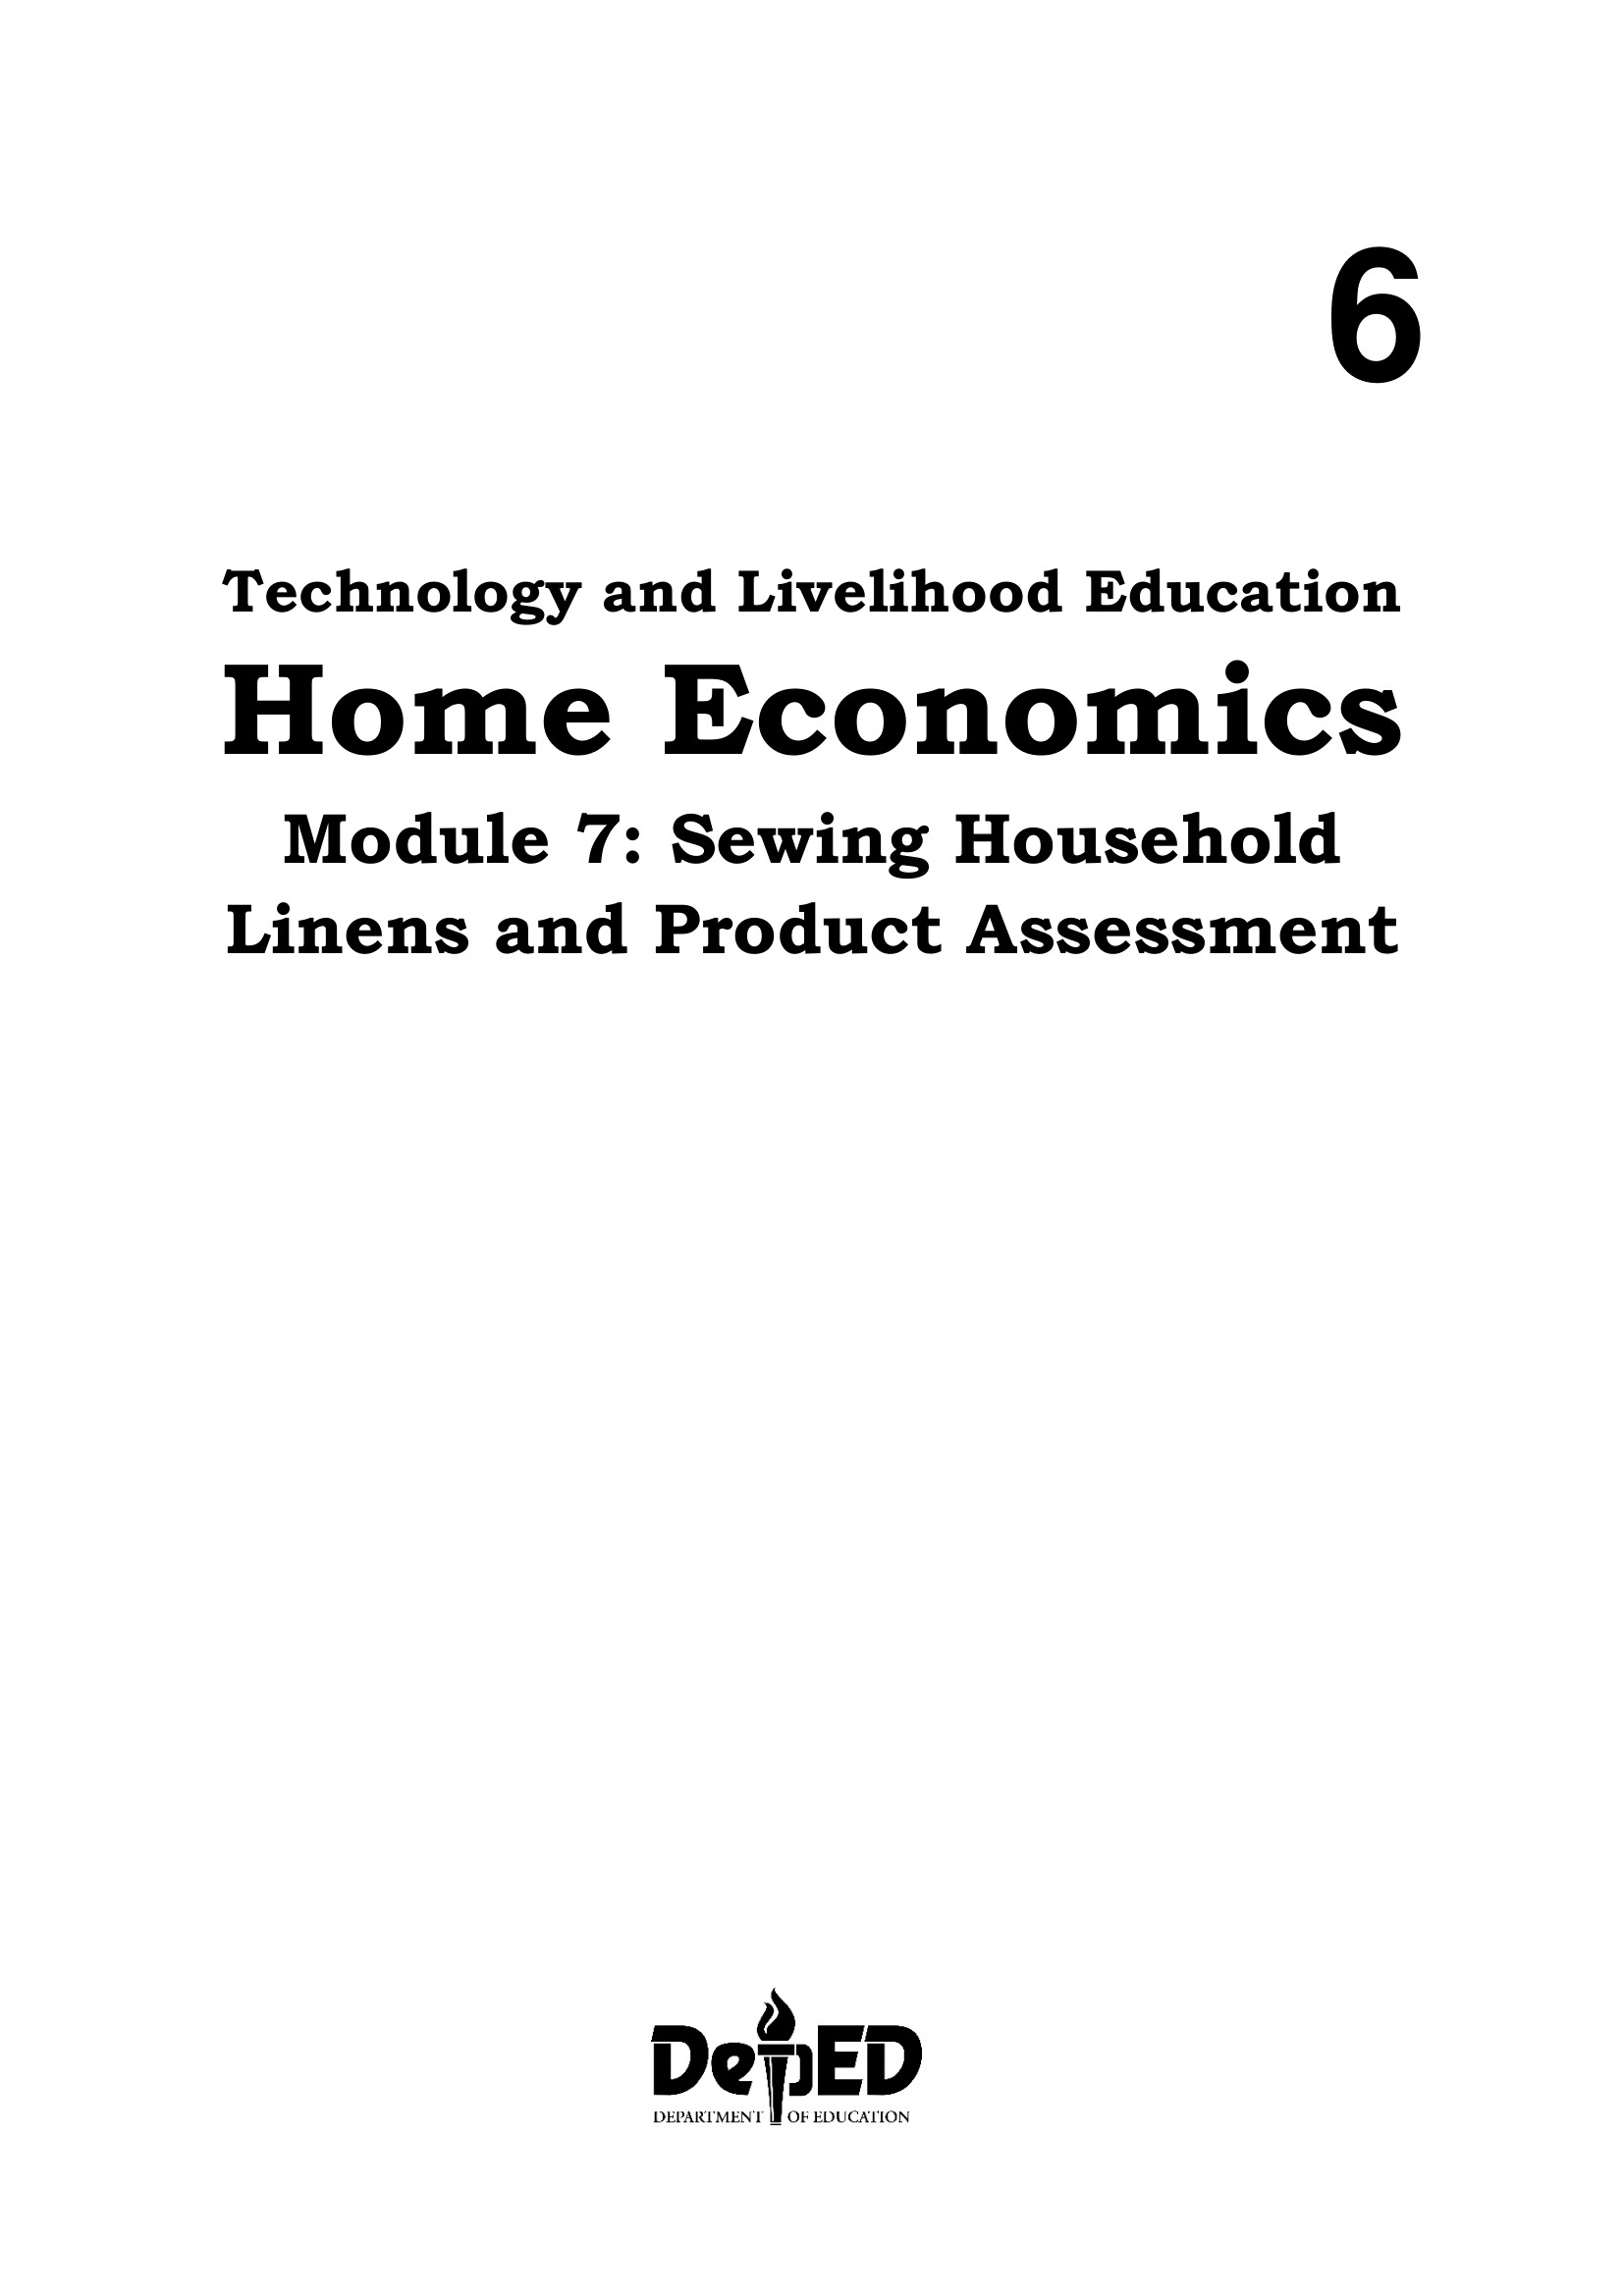 6
Technology and Livelihood Education
Home Economics
Module 7: Sewing Household
Linens and Product Assessment
DepED
DEPARTMENT OF EDUCATION